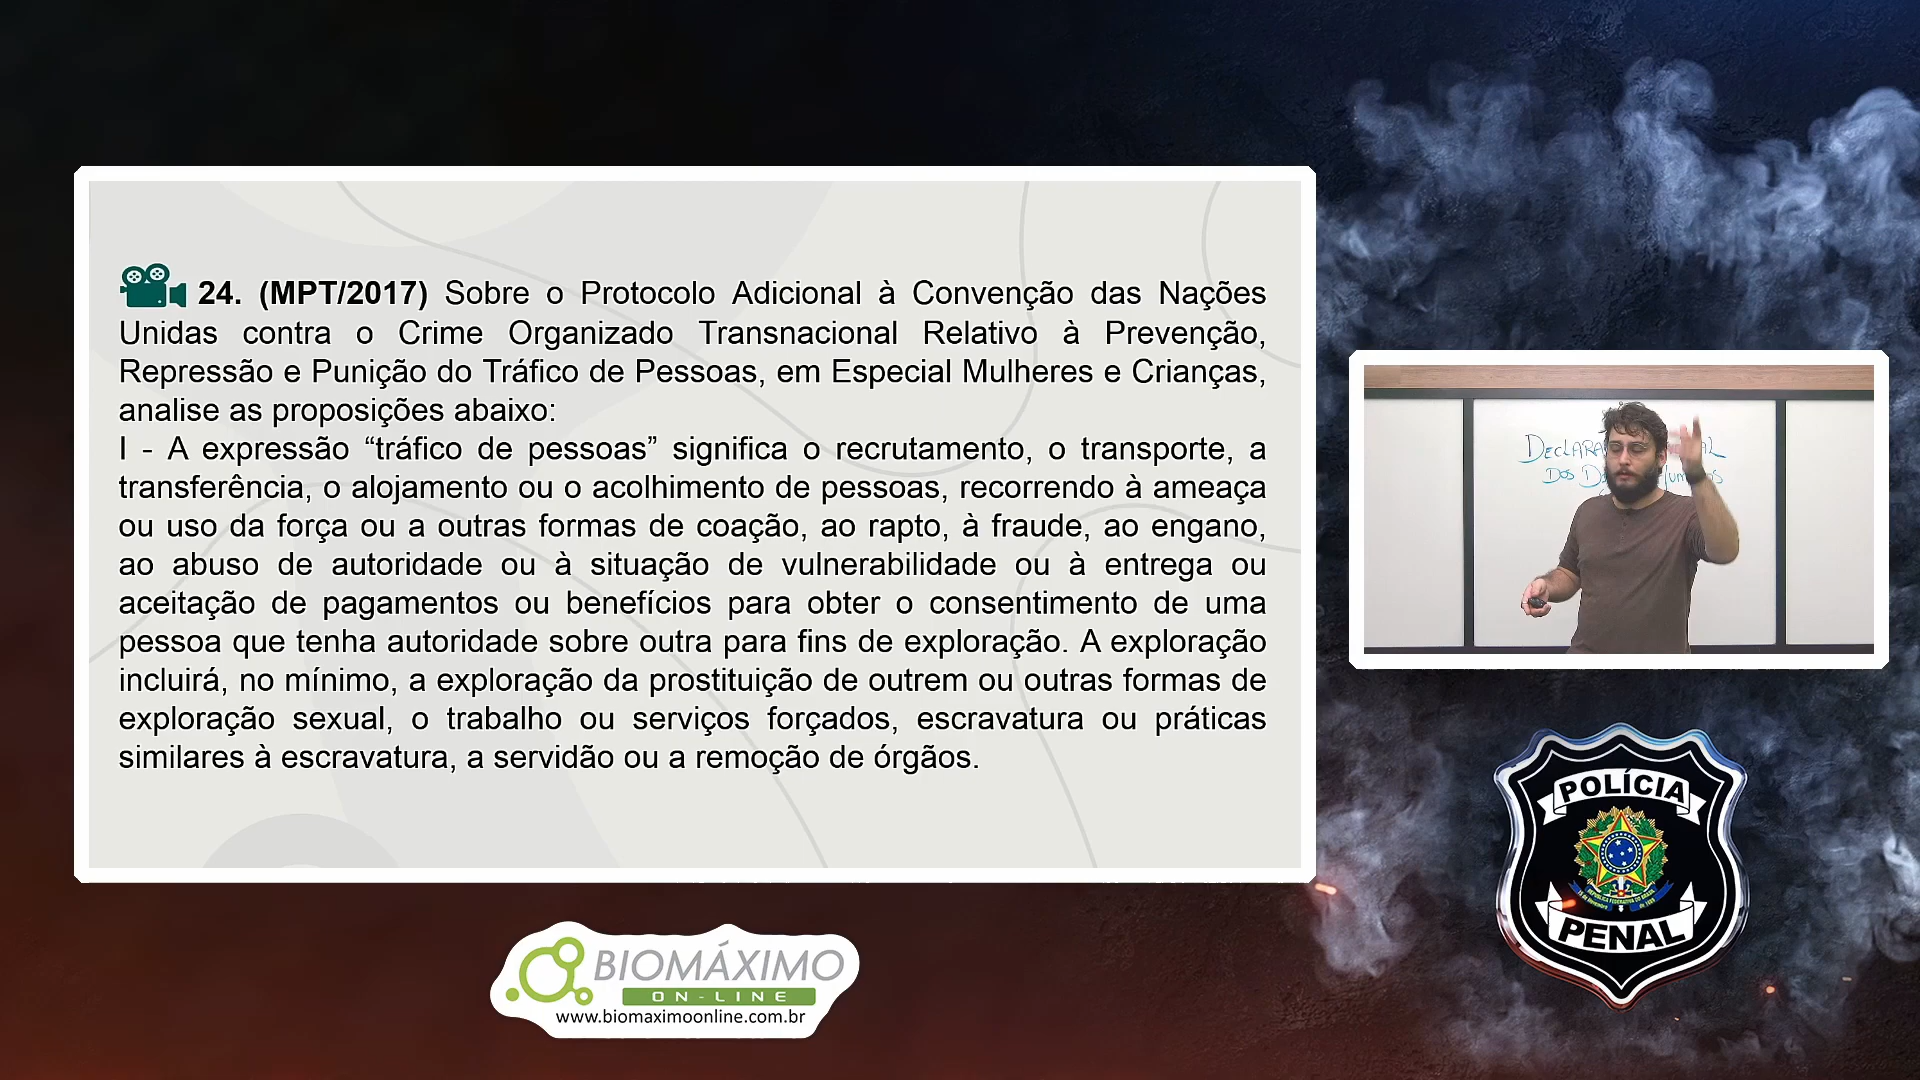 24. (MPT/2017) Sobre o Protocolo Adicional à Convenção das Nações
Unidas contra o Crime Organizado Transnacional Relativo à Prevenção,
Repressão e Punição do Tráfico de Pessoas, em Especial Mulheres e Crianças,
analise as proposições abaixo:
I - A expressão “tráfico de pessoas” significa o recrutamento, o transporte, a
transferência, o alojamento ou o acolhimento de pessoas, recorrendo à ameaça
ou uso da força ou a outras formas de coação, ao rapto, à fraude, ao engano,
ao abuso de autoridade ou à situação de vulnerabilidade ou à entrega ou
aceitação de pagamentos ou benefícios para obter o consentimento de uma
pessoa que tenha autoridade sobre outra para fins de exploração. A exploração
incluirá, no mínimo, a exploração da prostituição de outrem ou outras formas de
exploração sexual, o trabalho ou serviços forçados, escravatura ou práticas
similares à escravatura, a servidão ou a remoção de órgãos.
DOS
POLÍCIA
PENAL
BIOMÁXIMO
ON-LINE
www.biomaximoonline.com.br